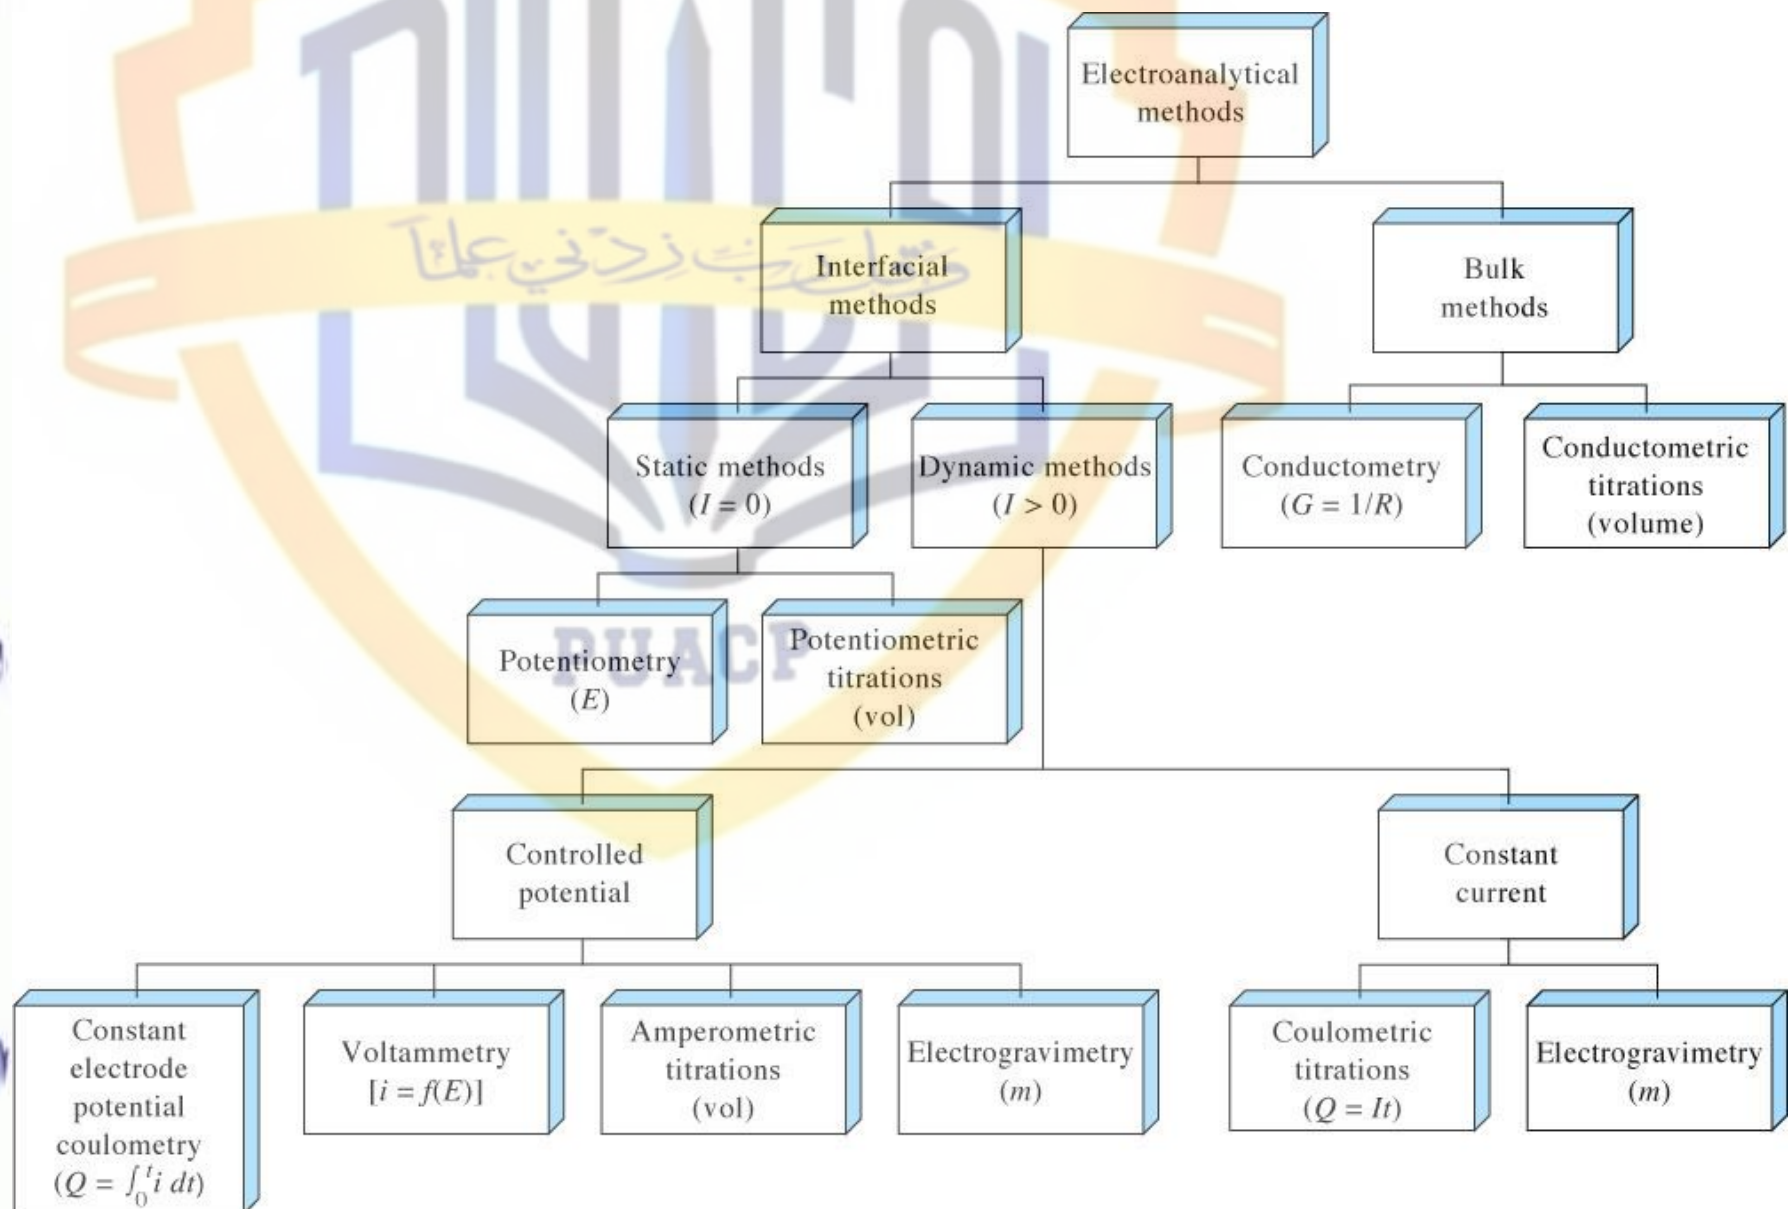 Electroanalytical
methods
Interfacial
methods
Bulk
methods
وَقُل رَّبِّ زِدْنِي عِلْمًا
Static methods
(I = 0)
Dynamic methods
(I > 0)
Conductometry
(G = 1/R)
Conductometric
titrations
(volume)
Potentiometry
(E)
Potentiometric
titrations
(vol)
PUACP
Controlled
potential
Constant
current
Constant
electrode
potential
coulometry
(Q = ∫₀ᵗ i dt)
Voltammetry
[i = f(E)]
Amperometric
titrations
(vol)
Electrogravimetry
(m)
Coulometric
titrations
(Q = It)
Electrogravimetry
(m)